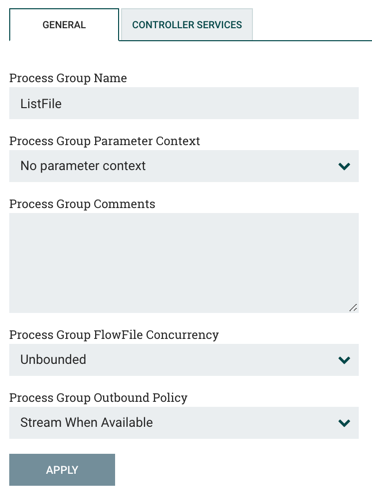 GENERAL
CONTROLLER SERVICES
Process Group Name
ListFile
Process Group Parameter Context
No parameter context
Process Group Comments
Process Group FlowFile Concurrency
Unbounded
Process Group Outbound Policy
Stream When Available
APPLY